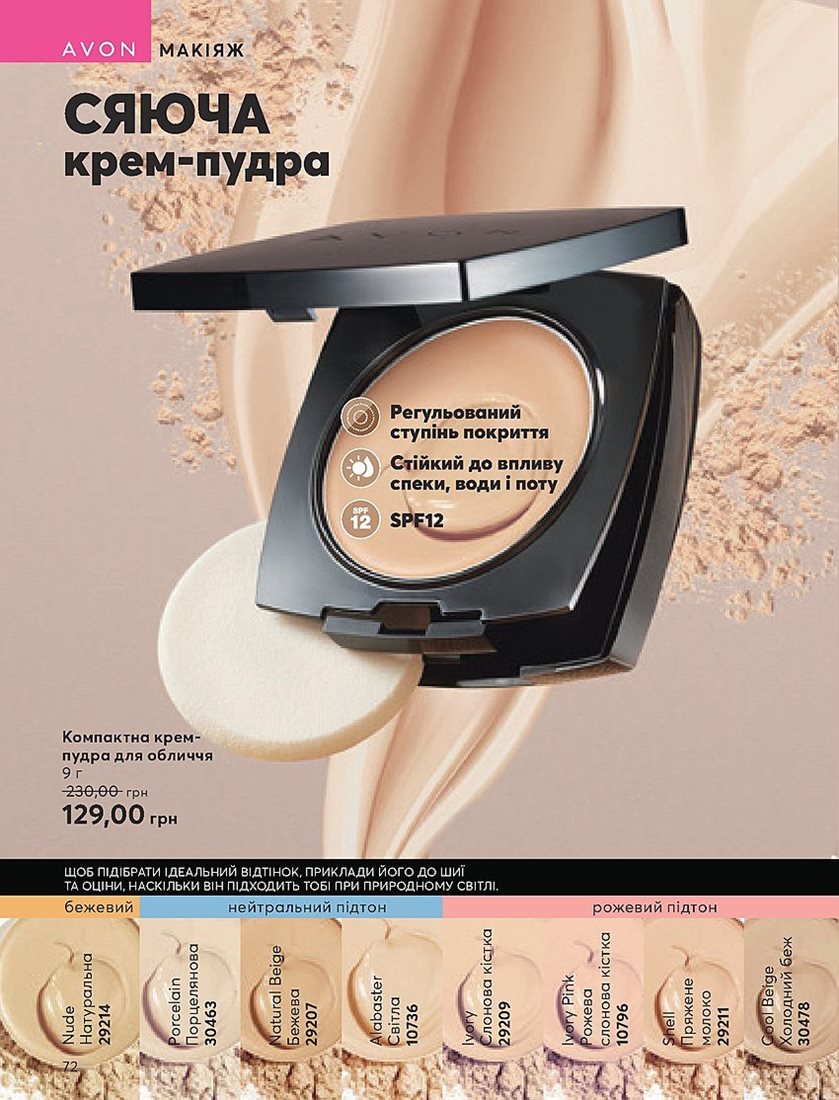 AVON МАКІЯЖ
СЯЮЧА
крем-пудра
AVON
Регульований
ступінь покриття
Стійкий до впливу
спеки, води і поту
SPF
12
SPF12
Компактна крем-
пудра для обличчя
9 г
230,00 грн
129,00 грн
ЩОБ ПІДІБРАТИ ІДЕАЛЬНИЙ ВІДТІНОК, ПРИКЛАДИ ЙОГО ДО ШИЇ
ТА ОЦІНИ, НАСКІЛЬКИ ВІН ПІДХОДИТЬ ТОБІ ПРИ ПРИРОДНОМУ СВІТЛІ.
бежевий
нейтральний підтон
рожевий підтон
Nude
Натуральна
29214
Porcelain
Порцелянова
30463
Natural Beige
Бежева
29207
Alabaster
Світла
10736
Ivory
Слонова кістка
29209
Ivory Pink
Рожева
слонова кістка
10796
Shell
Пряжене
молоко
29211
Cool Beige
Холодний беж
30478
72